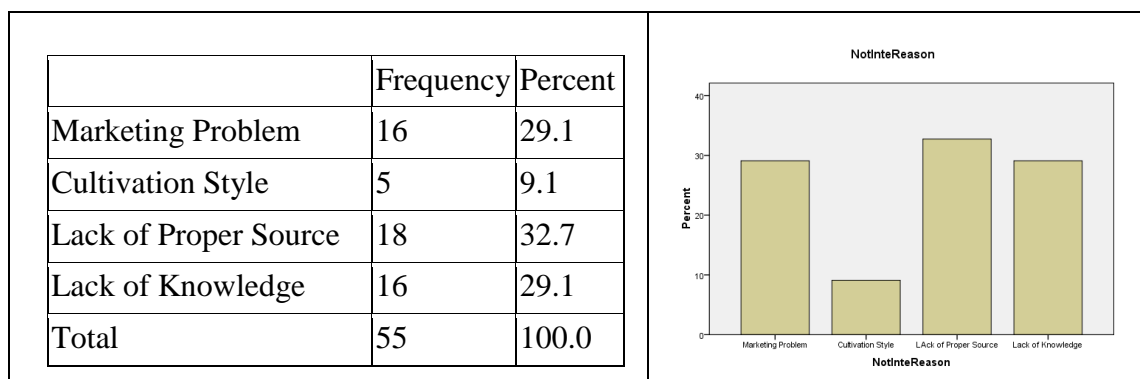 Frequency Percent
Marketing Problem 16 29.1
Cultivation Style 5 9.1
Lack of Proper Source 18 32.7
Lack of Knowledge 16 29.1
Total 55 100.0
NotInteReason
40
30
20
10
0
Percent
Marketing Problem Cultivation Style LAck of Proper Source Lack of Knowledge
NotInteReason